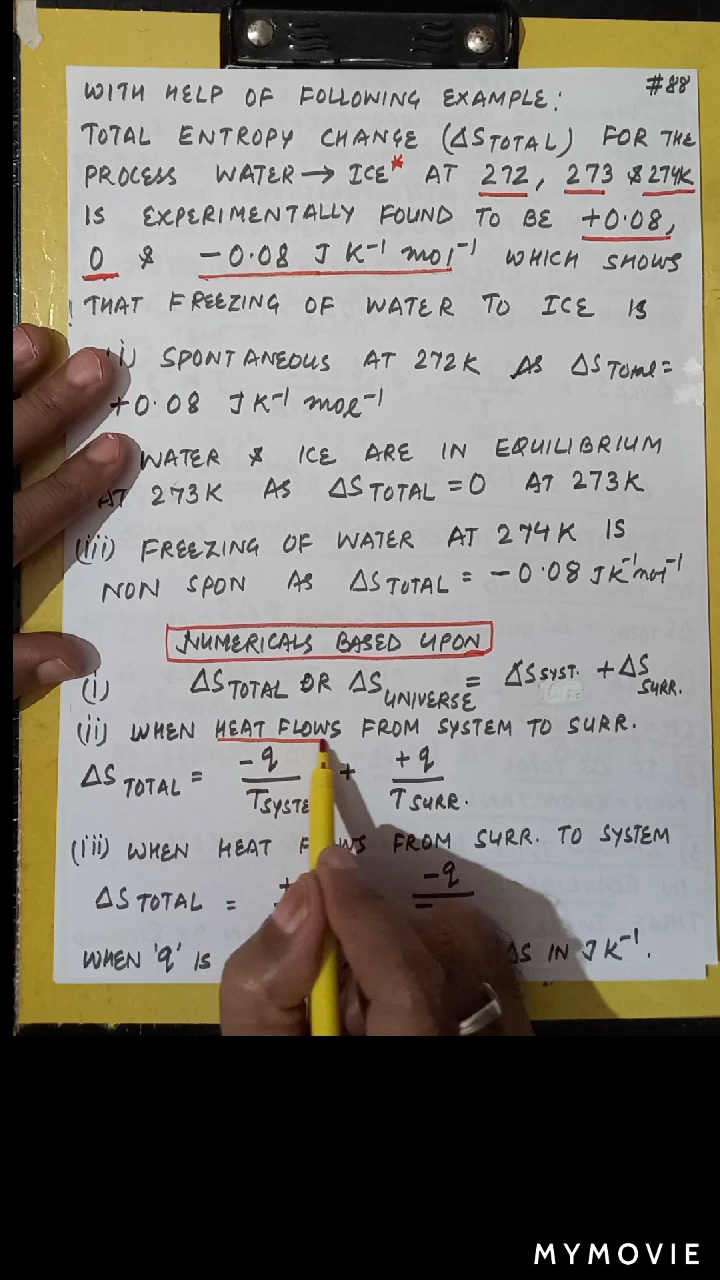 #88
WITH HELP OF FOLLOWING EXAMPLE:
TOTAL ENTROPY CHANGE (ΔS TOTAL) FOR THE
PROCESS WATER → ICE* AT 272, 273 & 274K
IS EXPERIMENTALLY FOUND TO BE +0.08,
0 & -0.08 J K⁻¹ mol⁻¹ WHICH SHOWS
THAT FREEZING OF WATER TO ICE IS
i) SPONTANEOUS AT 272K AS ΔS TOTAL =
+0.08 J K⁻¹ mol⁻¹
WATER & ICE ARE IN EQUILIBRIUM
AT 273K AS ΔS TOTAL = 0 AT 273K
(iii) FREEZING OF WATER AT 274K IS
NON SPON AS ΔS TOTAL = -0.08 JK⁻¹mol⁻¹
NUMERICALS BASED UPON
(i) ΔS TOTAL OR ΔS UNIVERSE = ΔS SYST. + ΔS SURR.
(ii) WHEN HEAT FLOWS FROM SYSTEM TO SURR.
ΔS TOTAL = -q / T SYSTE + +q / T SURR.
(iii) WHEN HEAT FLOWS FROM SURR. TO SYSTEM
ΔS TOTAL = + -q
WHEN 'q' IS ΔS IN J K⁻¹.
MYMOVIE